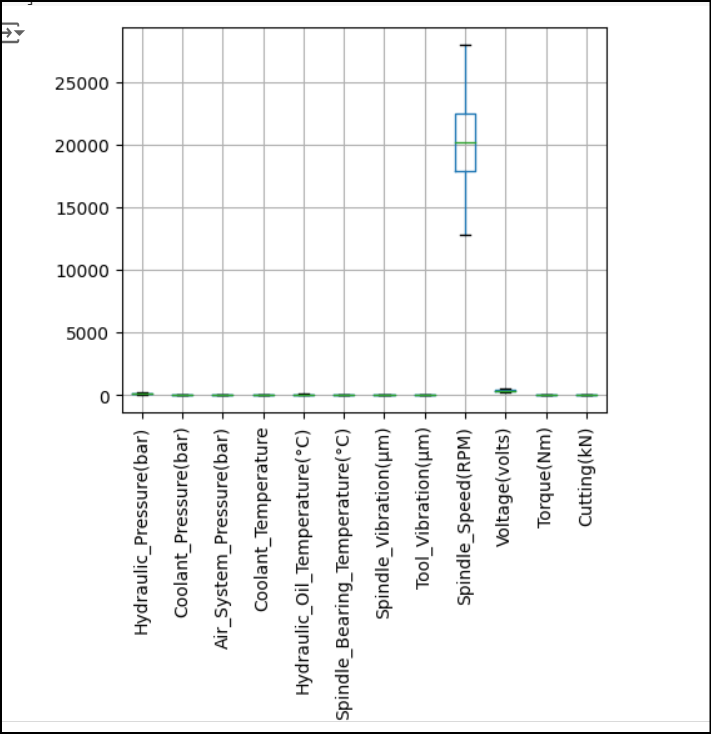 25000
20000
15000
10000
5000
0
Hydraulic_Pressure(bar)
Coolant_Pressure(bar)
Air_System_Pressure(bar)
Coolant_Temperature
Hydraulic_Oil_Temperature(°C)
Spindle_Bearing_Temperature(°C)
Spindle_Vibration(µm)
Tool_Vibration(µm)
Spindle_Speed(RPM)
Voltage(volts)
Torque(Nm)
Cutting(kN)